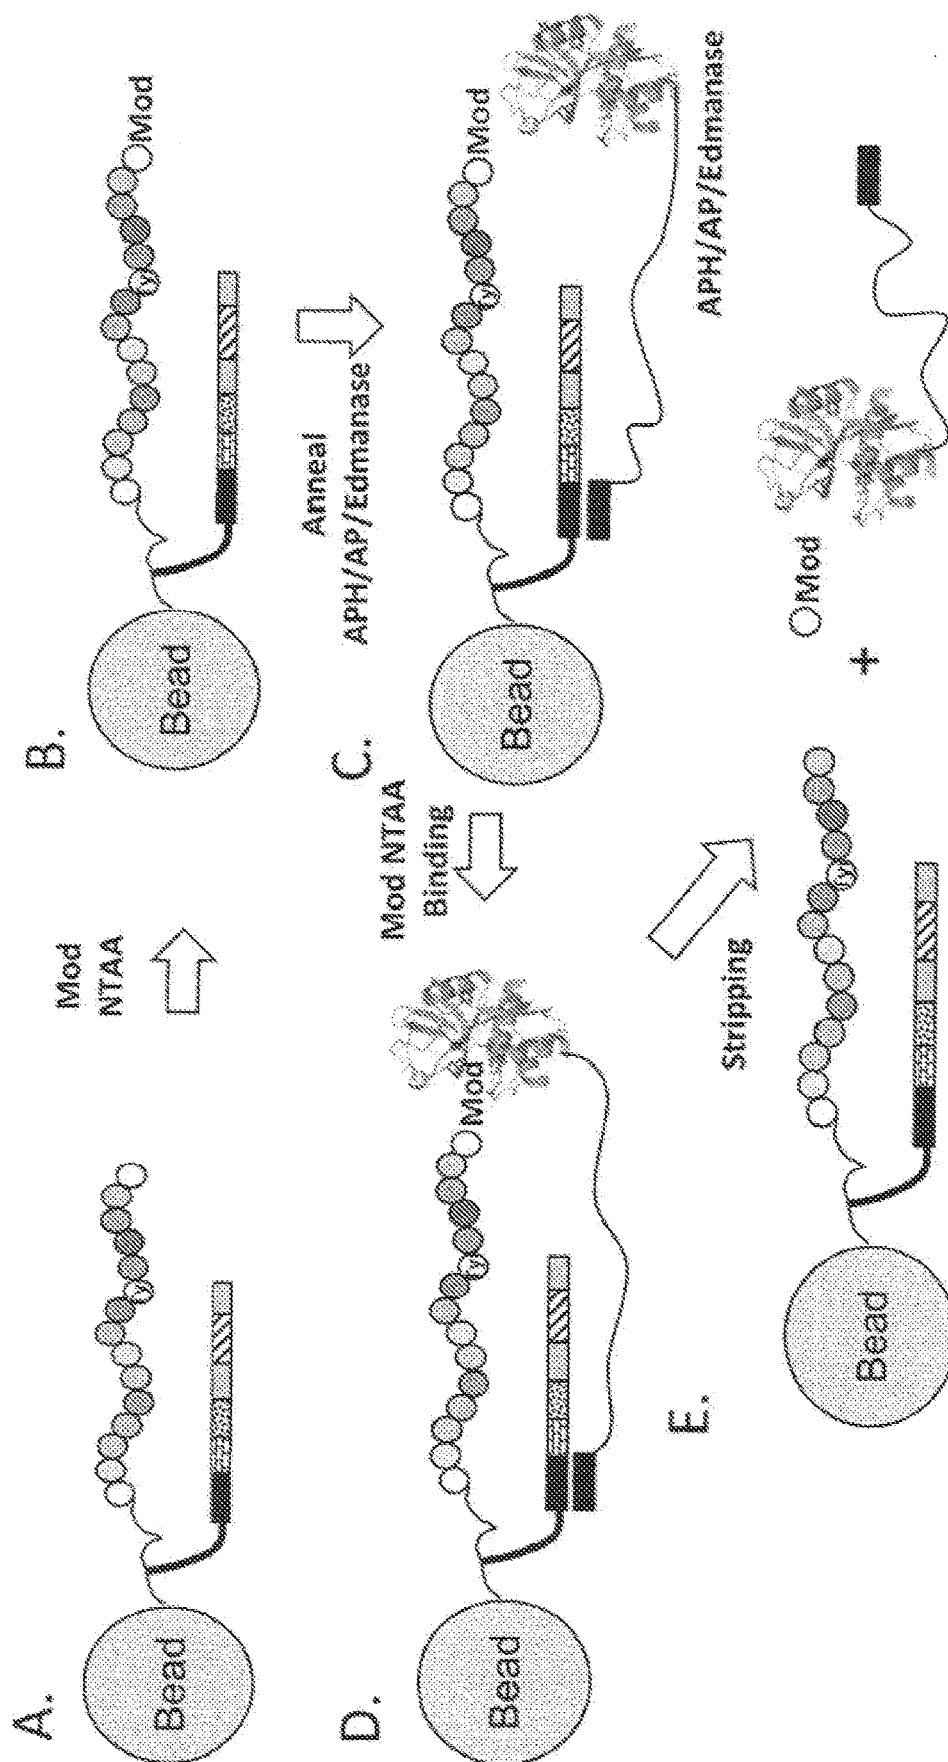 A.
Bead
y
Mod
NTAA
B.
Bead
y
Mod
Anneal
APH/AP/Edmanase
C.
Bead
y
Mod
APH/AP/Edmanase
Mod NTAA
Binding
D.
Bead
y
Mod
Stripping
E.
Bead
y
+
Mod